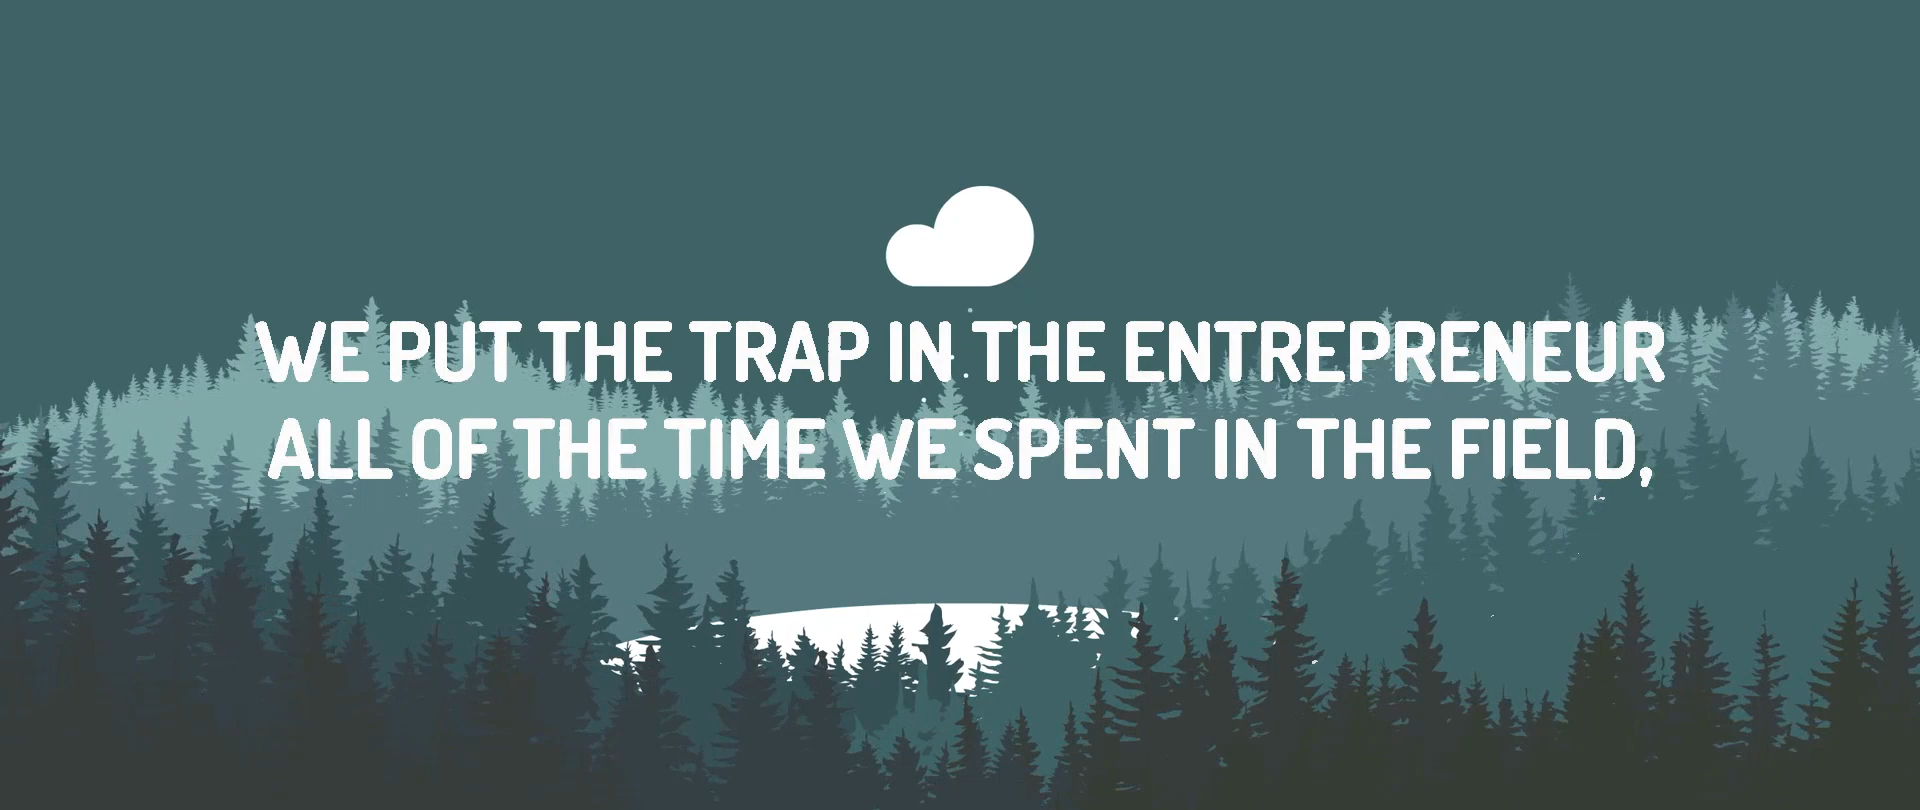 WE PUT THE TRAP IN THE ENTREPRENEUR
ALL OF THE TIME WE SPENT IN THE FIELD,